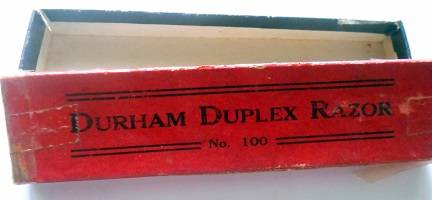 DURHAM DUPLEX RAZOR
No. 100